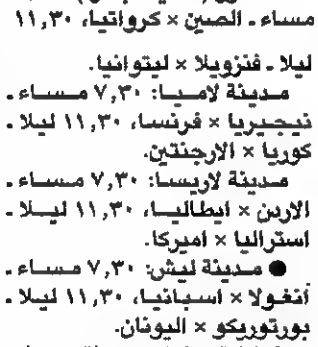 مساء ـ الصين × كرواتيا، ١١,٣٠
ليلا ـ فنزويلا × ليتوانيا.
مدينة لاميا: ٧,٣٠ مساء ـ
نيجيريا × فرنسا، ١١,٣٠ ليلا ـ
كوريا × الارجنتين.
مدينة لاريسا: ٧,٣٠ مساء ـ
الاردن × ايطاليا، ١١,٣٠ ليلا ـ
استراليا × اميركا.
● مدينة ليش: ٧,٣٠ مساء ـ
أنغولا × اسبانيا، ١١,٣٠ ليلا ـ
بورتوريكو × اليونان.